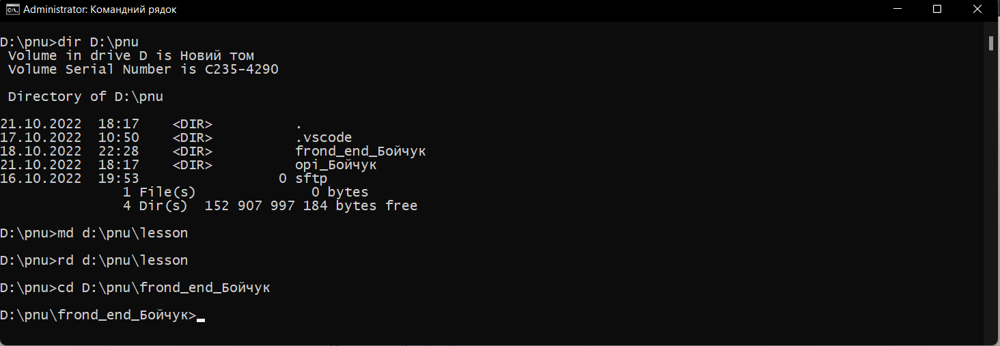 Administrator: Командний рядок
D:\pnu>dir D:\pnu
Volume in drive D is Новий том
Volume Serial Number is C235-4290
Directory of D:\pnu
21.10.2022  18:17    <DIR>          .
17.10.2022  10:50    <DIR>          .vscode
18.10.2022  22:28    <DIR>          frond_end_Бойчук
21.10.2022  18:17    <DIR>          opi_Бойчук
16.10.2022  19:53                 0 sftp
1 File(s)              0 bytes
4 Dir(s)  152 907 997 184 bytes free
D:\pnu>md d:\pnu\lesson
D:\pnu>rd d:\pnu\lesson
D:\pnu>cd D:\pnu\frond_end_Бойчук
D:\pnu\frond_end_Бойчук>